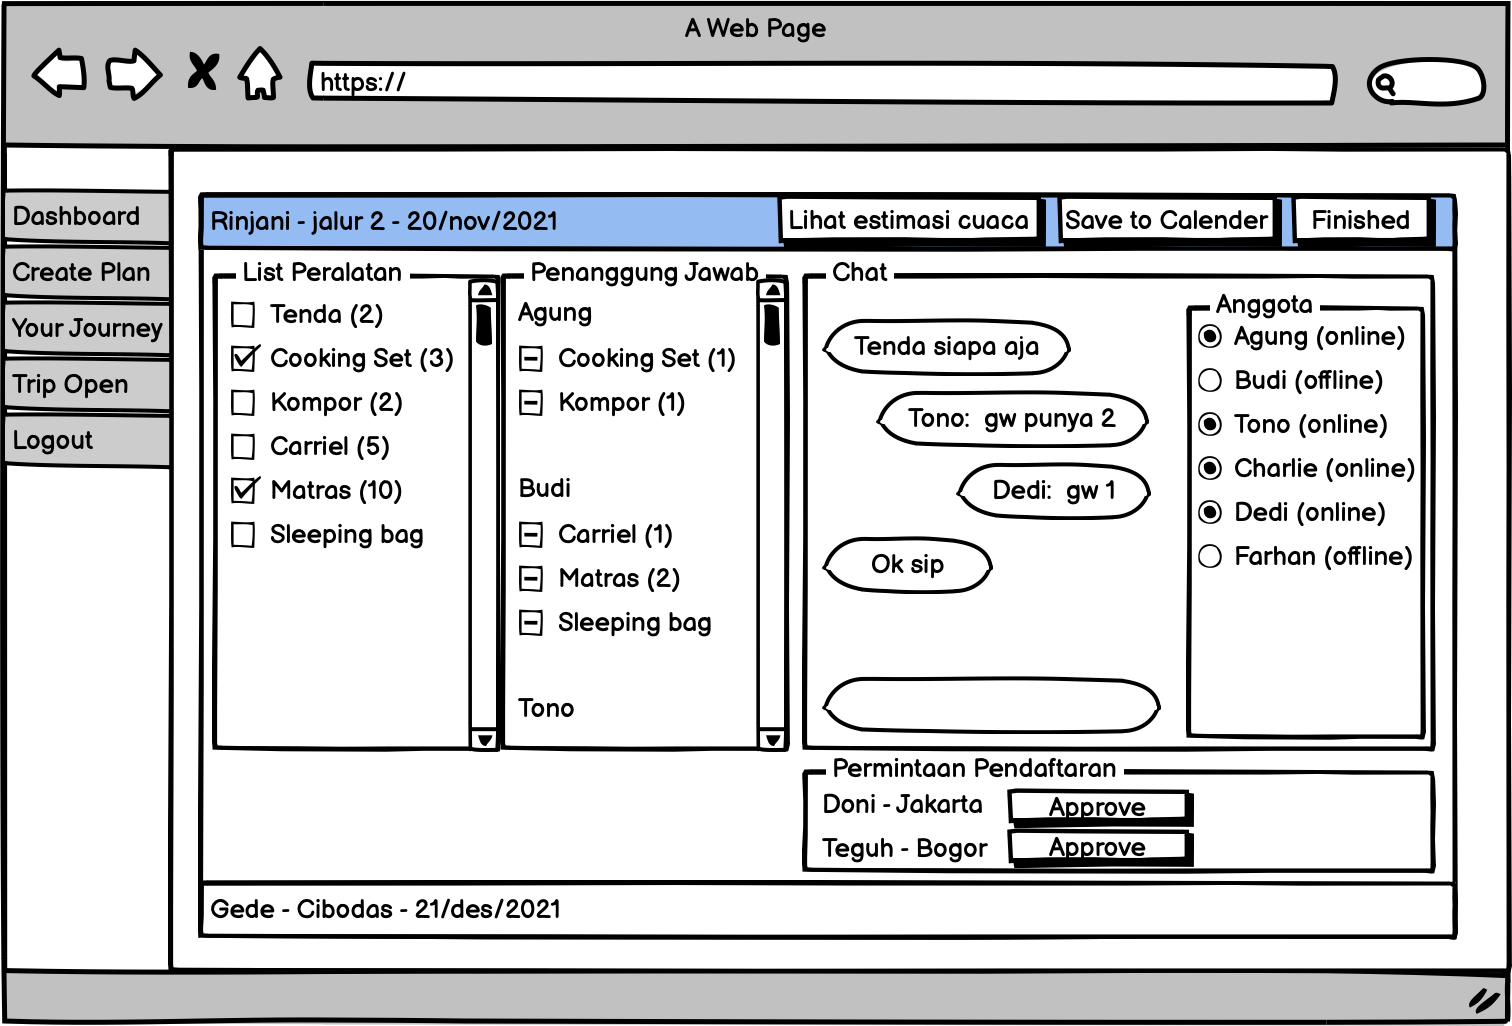 A Web Page
https://
Dashboard
Create Plan
Your Journey
Trip Open
Logout
Rinjani - jalur 2 - 20/nov/2021
Lihat estimasi cuaca
Save to Calender
Finished
List Peralatan
Tenda (2)
Cooking Set (3)
Kompor (2)
Carriel (5)
Matras (10)
Sleeping bag
Penanggung Jawab
Agung
Cooking Set (1)
Kompor (1)
Budi
Carriel (1)
Matras (2)
Sleeping bag
Tono
Chat
Tenda siapa aja
Tono:  gw punya 2
Dedi:  gw 1
Ok sip
Anggota
Agung (online)
Budi (offline)
Tono (online)
Charlie (online)
Dedi (online)
Farhan (offline)
Permintaan Pendaftaran
Doni - Jakarta
Approve
Teguh - Bogor
Approve
Gede - Cibodas - 21/des/2021